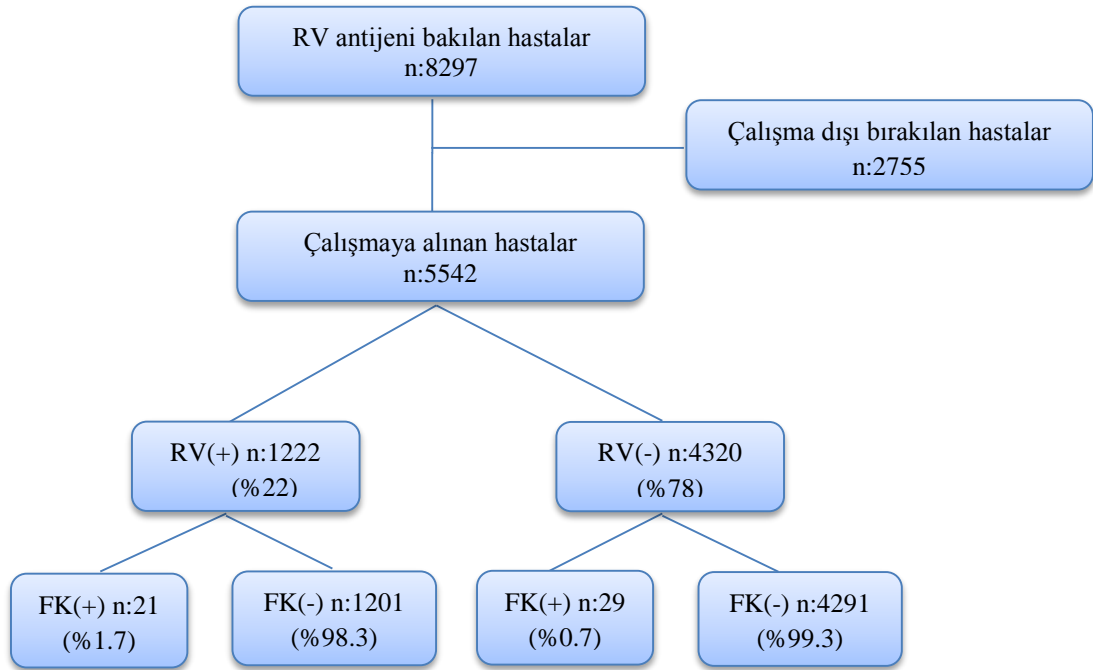 RV antijeni bakılan hastalar
n:8297
Çalışma dışı bırakılan hastalar
n:2755
Çalışmaya alınan hastalar
n:5542
RV(+) n:1222
(%22)
RV(-) n:4320
(%78)
FK(+) n:21
(%1.7)
FK(-) n:1201
(%98.3)
FK(+) n:29
(%0.7)
FK(-) n:4291
(%99.3)